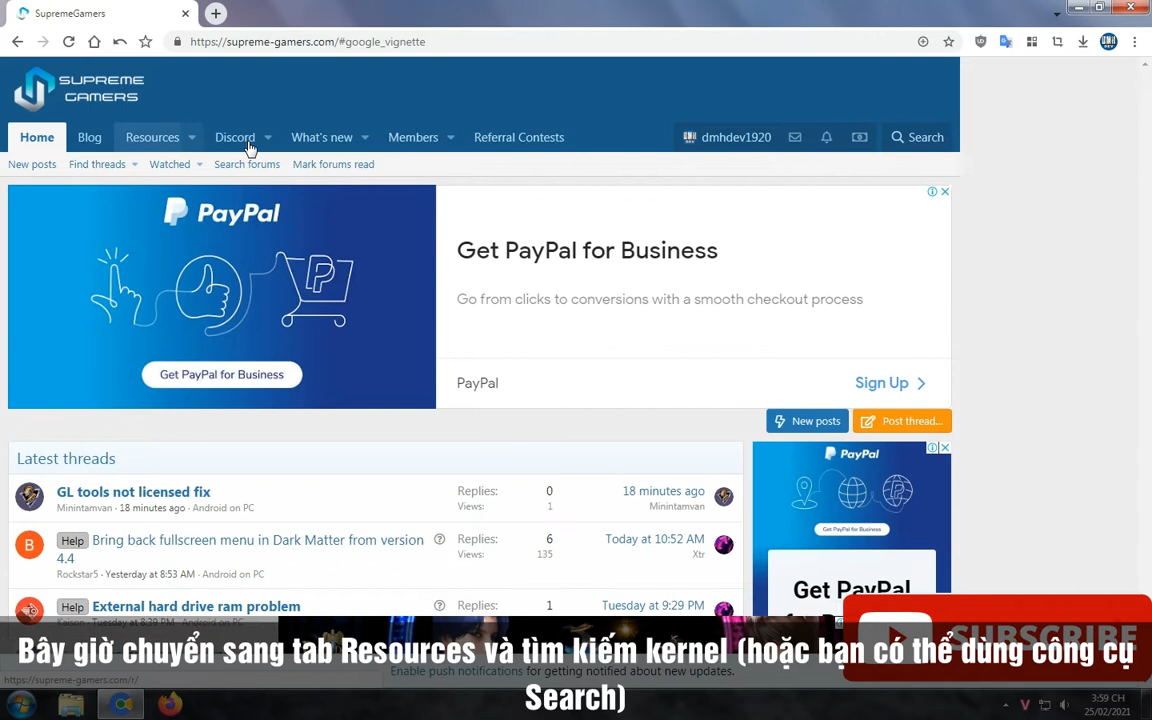 SupremeGamers
https://supreme-gamers.com/#google_vignette
SUPREME
GAMERS
Home Blog Resources Discord What's new Members Referral Contests dmhdev1920 Search
New posts Find threads Watched Search forums Mark forums read
PayPal
Get PayPal for Business
Get PayPal for Business
Go from clicks to conversions with a smooth checkout process
PayPal Sign Up
New posts Post thread...
Latest threads
GL tools not licensed fix
Minintamvan · 18 minutes ago · Android on PC
Replies: 0
Views: 1
18 minutes ago
Minintamvan
B
Help Bring back fullscreen menu in Dark Matter from version
4.4
Rockstar5 · Yesterday at 8:53 AM · Android on PC
Replies: 6
Views: 135
Today at 10:52 AM
Xtr
Help External hard drive ram problem
Replies: 1
Tuesday at 9:29 PM
PayPal
Get PayPal for Business
Get PayPal
SUBSCRIBE
Bây giờ chuyển sang tab Resources và tìm kiếm kernel (hoặc bạn có thể dùng công cụ
Search)
Enable push notifications for getting notified about new updates.
https://supreme-gamers.com/r/
3:59 CH
25/02/2021